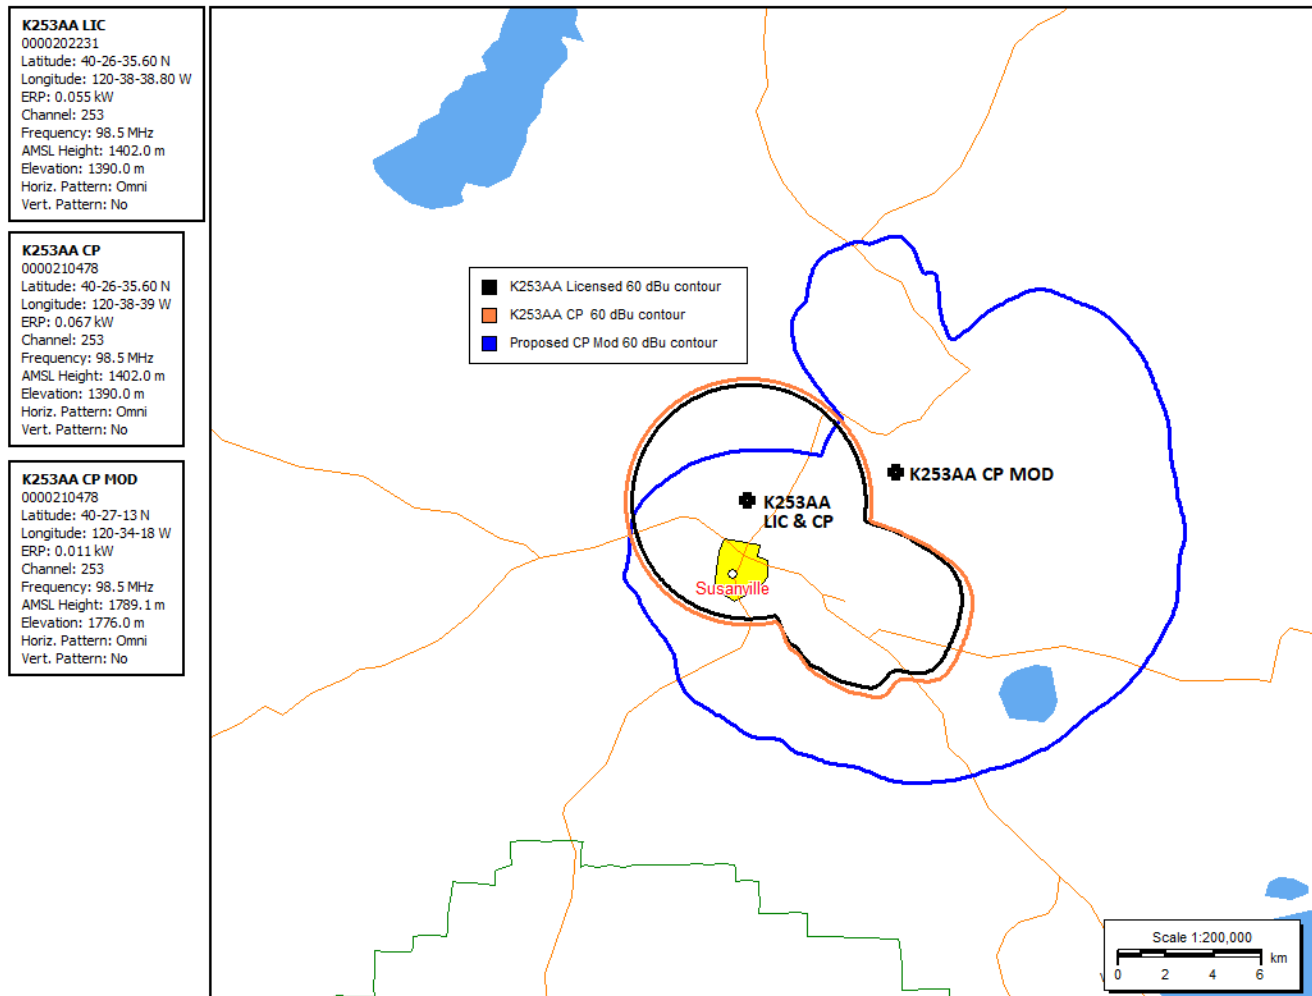 K253AA LIC
0000202231
Latitude: 40-26-35.60 N
Longitude: 120-38-38.80 W
ERP: 0.055 kW
Channel: 253
Frequency: 98.5 MHz
AMSL Height: 1402.0 m
Elevation: 1390.0 m
Horiz. Pattern: Omni
Vert. Pattern: No
K253AA CP
0000210478
Latitude: 40-26-35.60 N
Longitude: 120-38-39 W
ERP: 0.067 kW
Channel: 253
Frequency: 98.5 MHz
AMSL Height: 1402.0 m
Elevation: 1390.0 m
Horiz. Pattern: Omni
Vert. Pattern: No
K253AA CP MOD
0000210478
Latitude: 40-27-13 N
Longitude: 120-34-18 W
ERP: 0.011 kW
Channel: 253
Frequency: 98.5 MHz
AMSL Height: 1789.1 m
Elevation: 1776.0 m
Horiz. Pattern: Omni
Vert. Pattern: No
K253AA Licensed 60 dBu contour
K253AA CP 60 dBu contour
Proposed CP Mod 60 dBu contour
K253AA CP MOD
K253AA
LIC & CP
Susanville
Scale 1:200,000
km
0 2 4 6